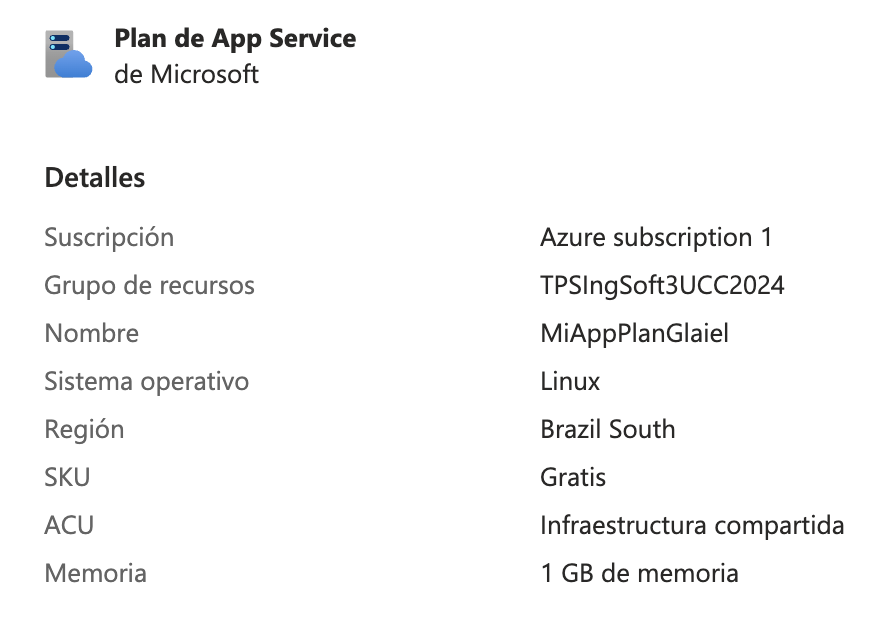 Plan de App Service
de Microsoft
Detalles
Suscripción Azure subscription 1
Grupo de recursos TPSIngSoft3UCC2024
Nombre MiAppPlanGlaiel
Sistema operativo Linux
Región Brazil South
SKU Gratis
ACU Infraestructura compartida
Memoria 1 GB de memoria